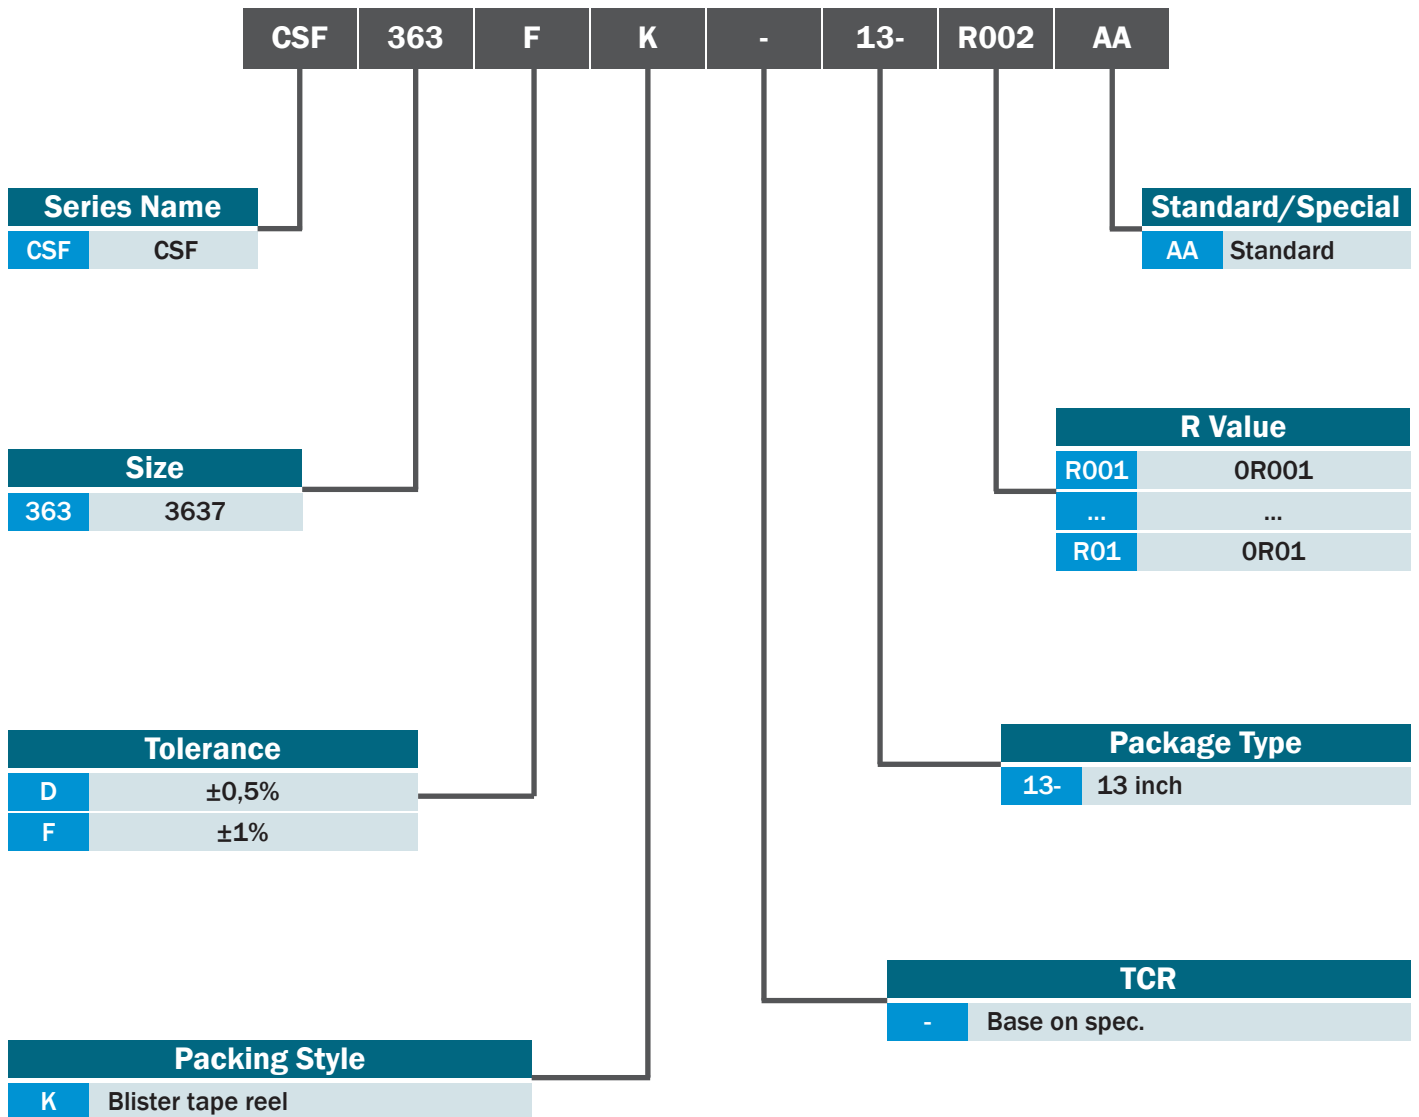 CSF 363 F K - 13- R002 AA
Series Name
CSF CSF
Standard/Special
AA Standard
R Value
R001 0R001
... ...
R01 0R01
Size
363 3637
Tolerance
D ±0,5%
F ±1%
Package Type
13- 13 inch
TCR
- Base on spec.
Packing Style
K Blister tape reel